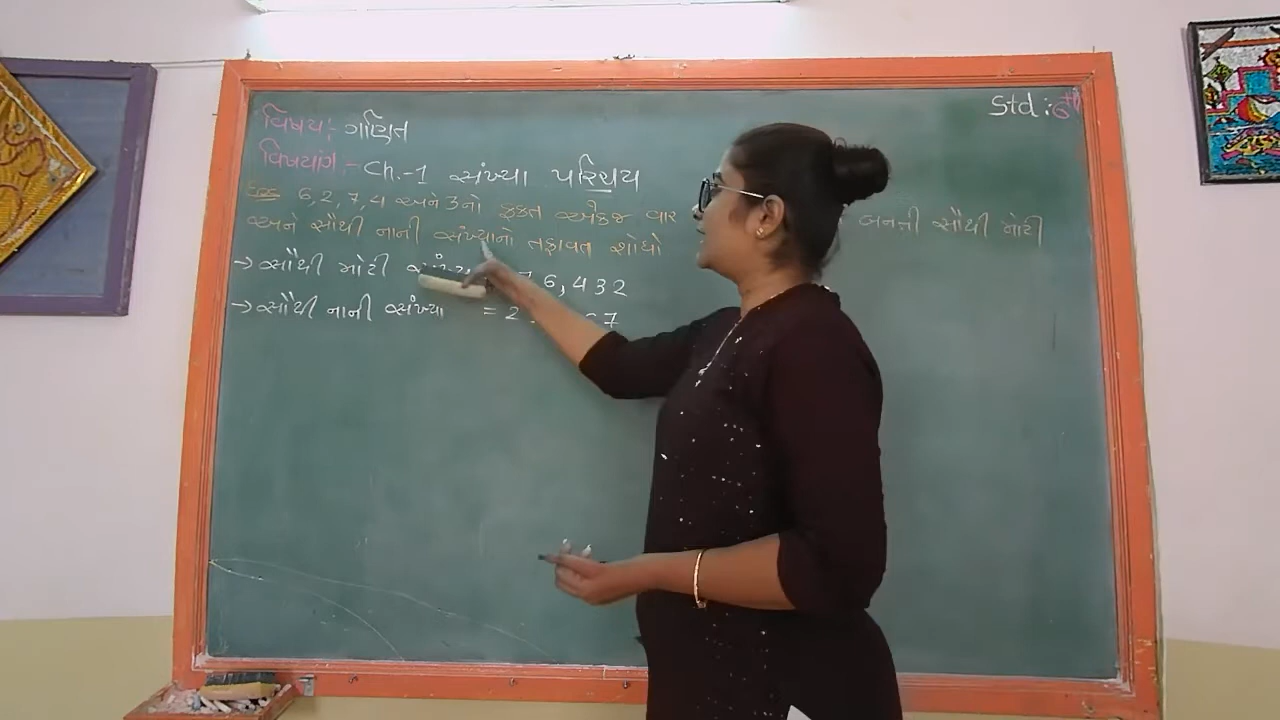 Std : 6th
વિષય :- ગણિત
વિષયાંગ :- Ch.-1 સંખ્યા પરિચય
6, 2, 7, 4 અને 3નો ફક્ત એકજ વાર બનતી સૌથી મોટી
અને સૌથી નાની સંખ્યાનો તફાવત શોધો
→ સૌથી મોટી 6,432
→ સૌથી નાની સંખ્યા = 2